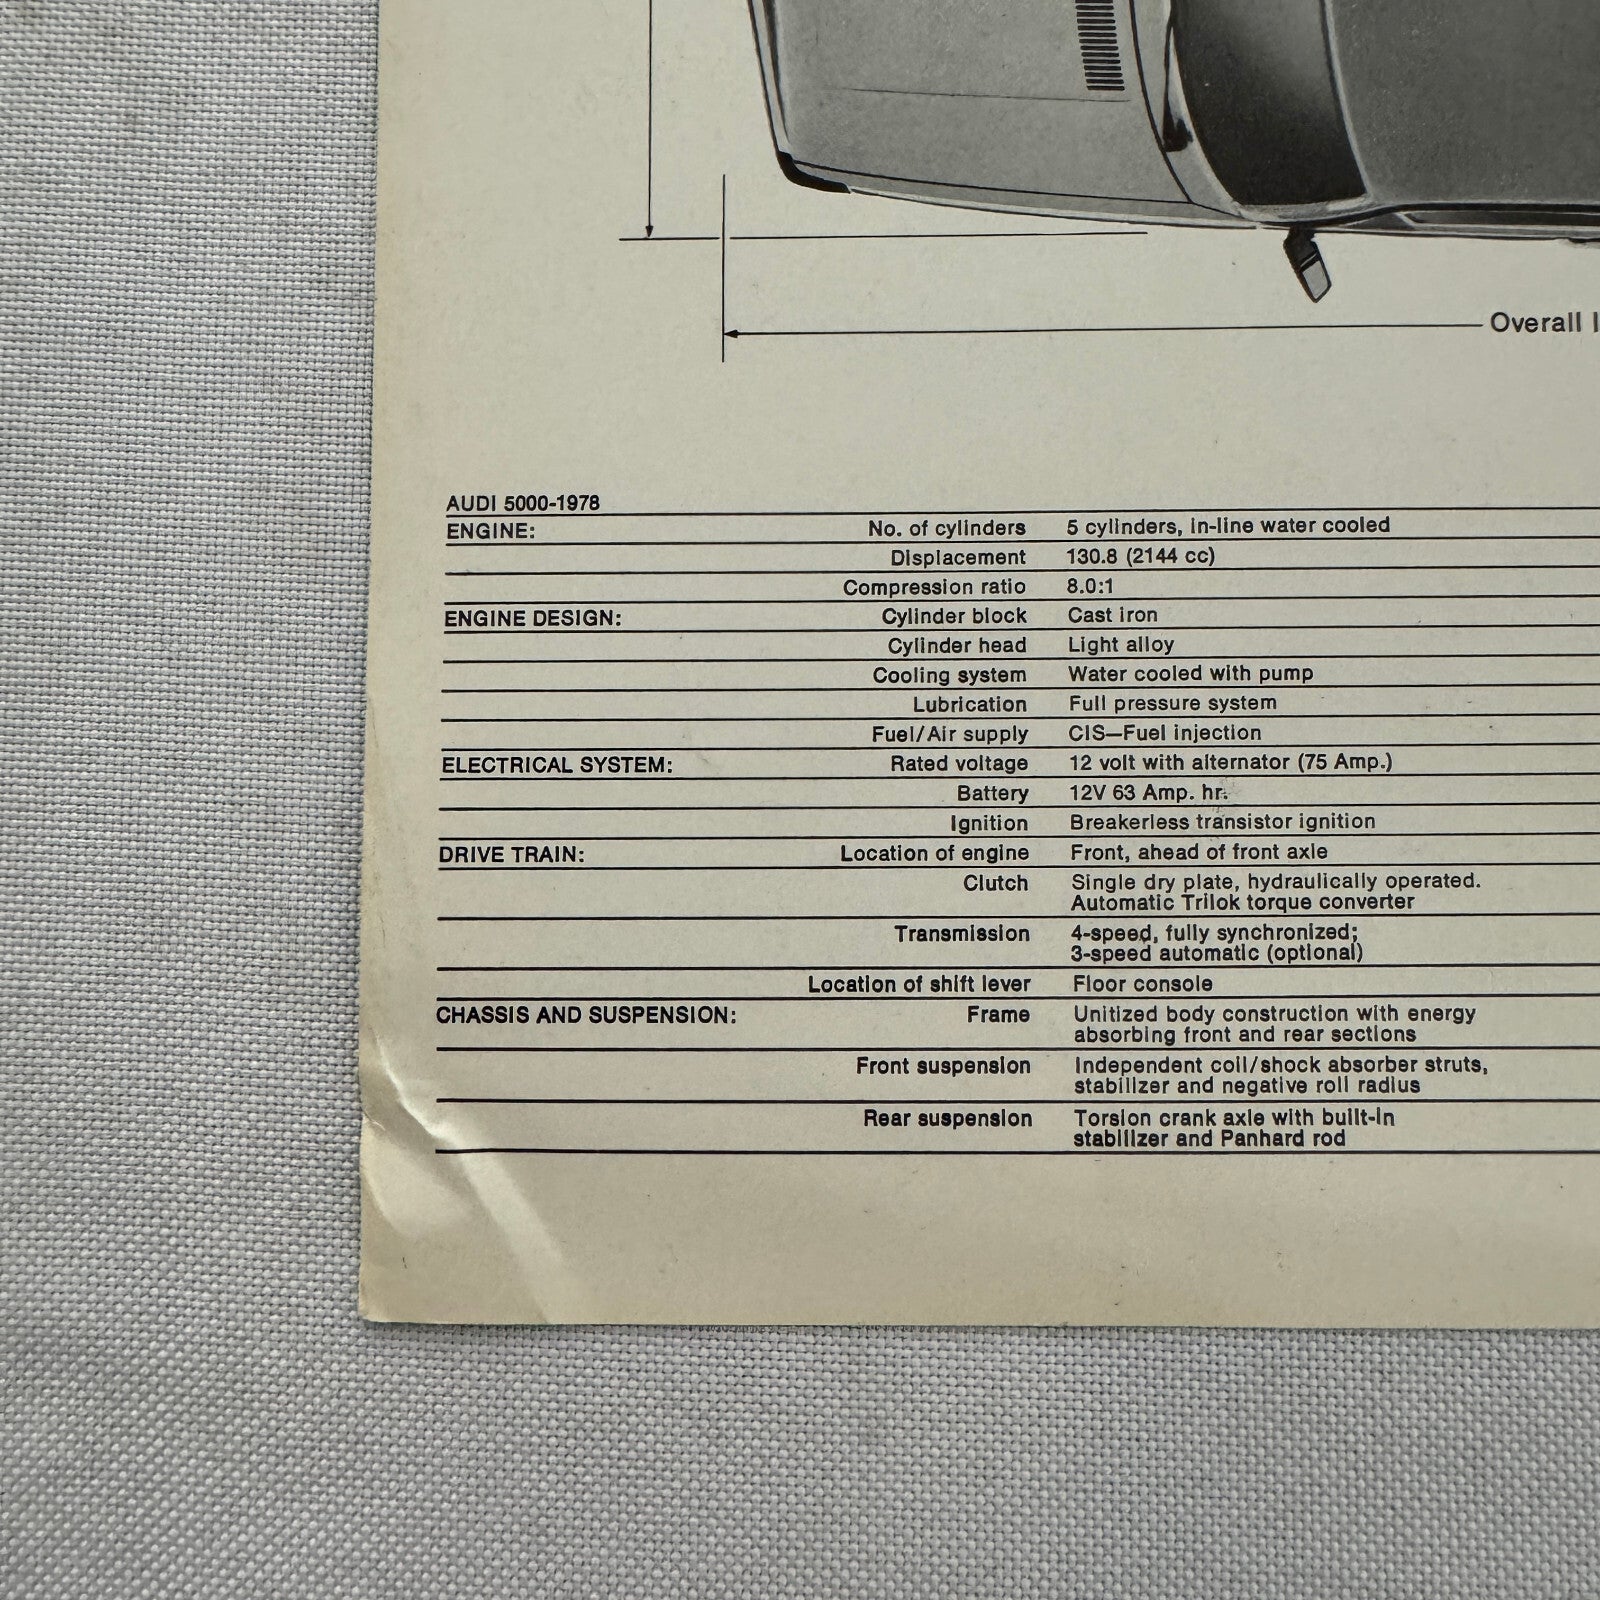 Overall
AUDI 5000-1978
ENGINE: No. of cylinders 5 cylinders, in-line water cooled
Displacement 130.8 (2144 cc)
Compression ratio 8.0:1
ENGINE DESIGN: Cylinder block Cast iron
Cylinder head Light alloy
Cooling system Water cooled with pump
Lubrication Full pressure system
Fuel/Air supply CIS—Fuel injection
ELECTRICAL SYSTEM: Rated voltage 12 volt with alternator (75 Amp.)
Battery 12V 63 Amp. hr.
Ignition Breakerless transistor ignition
DRIVE TRAIN: Location of engine Front, ahead of front axle
Clutch Single dry plate, hydraulically operated.
Automatic Trilok torque converter
Transmission 4-speed, fully synchronized;
3-speed automatic (optional)
Location of shift lever Floor console
CHASSIS AND SUSPENSION: Frame Unitized body construction with energy
absorbing front and rear sections
Front suspension Independent coil/shock absorber struts,
stabilizer and negative roll radius
Rear suspension Torsion crank axle with built-in
stabilizer and Panhard rod